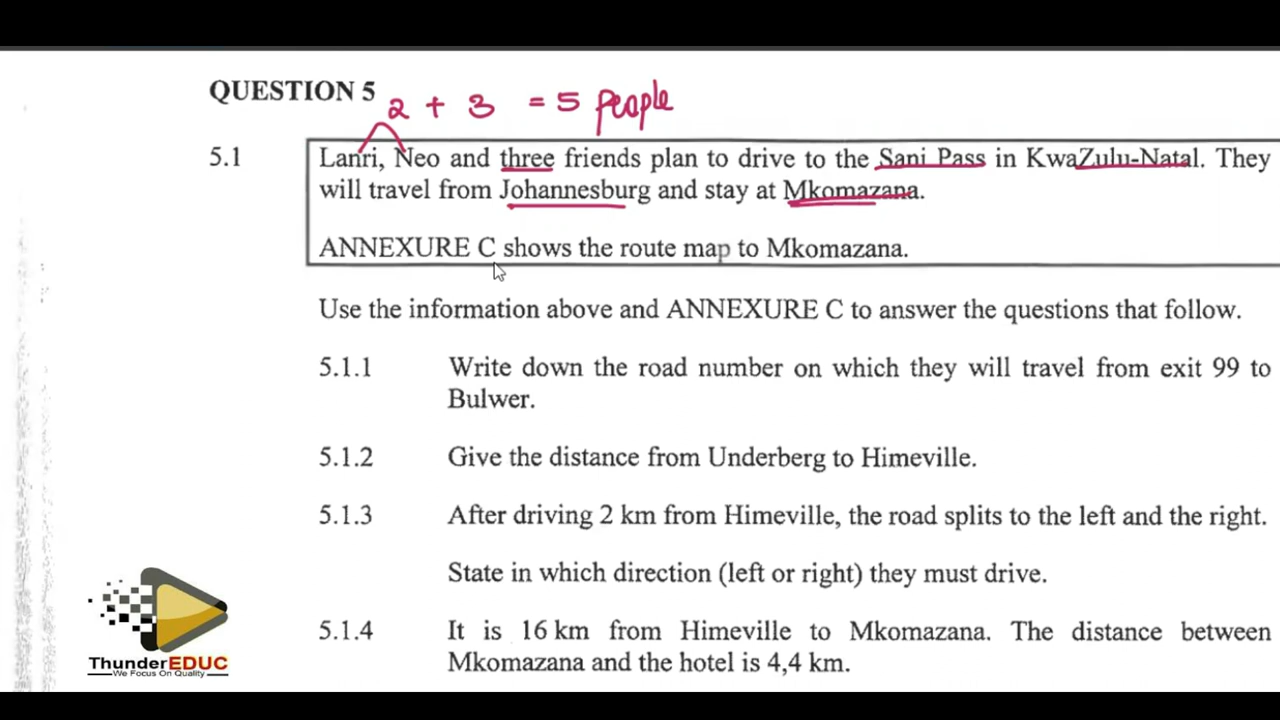 QUESTION 5
2 + 3 = 5 people
5.1 Lanri, Neo and three friends plan to drive to the Sani Pass in KwaZulu-Natal. They
will travel from Johannesburg and stay at Mkomazana.
ANNEXURE C shows the route map to Mkomazana.
Use the information above and ANNEXURE C to answer the questions that follow.
5.1.1 Write down the road number on which they will travel from exit 99 to
Bulwer.
5.1.2 Give the distance from Underberg to Himeville.
5.1.3 After driving 2 km from Himeville, the road splits to the left and the right.
State in which direction (left or right) they must drive.
5.1.4 It is 16 km from Himeville to Mkomazana. The distance between
Mkomazana and the hotel is 4,4 km.
ThunderEDUC
We Focus On Quality